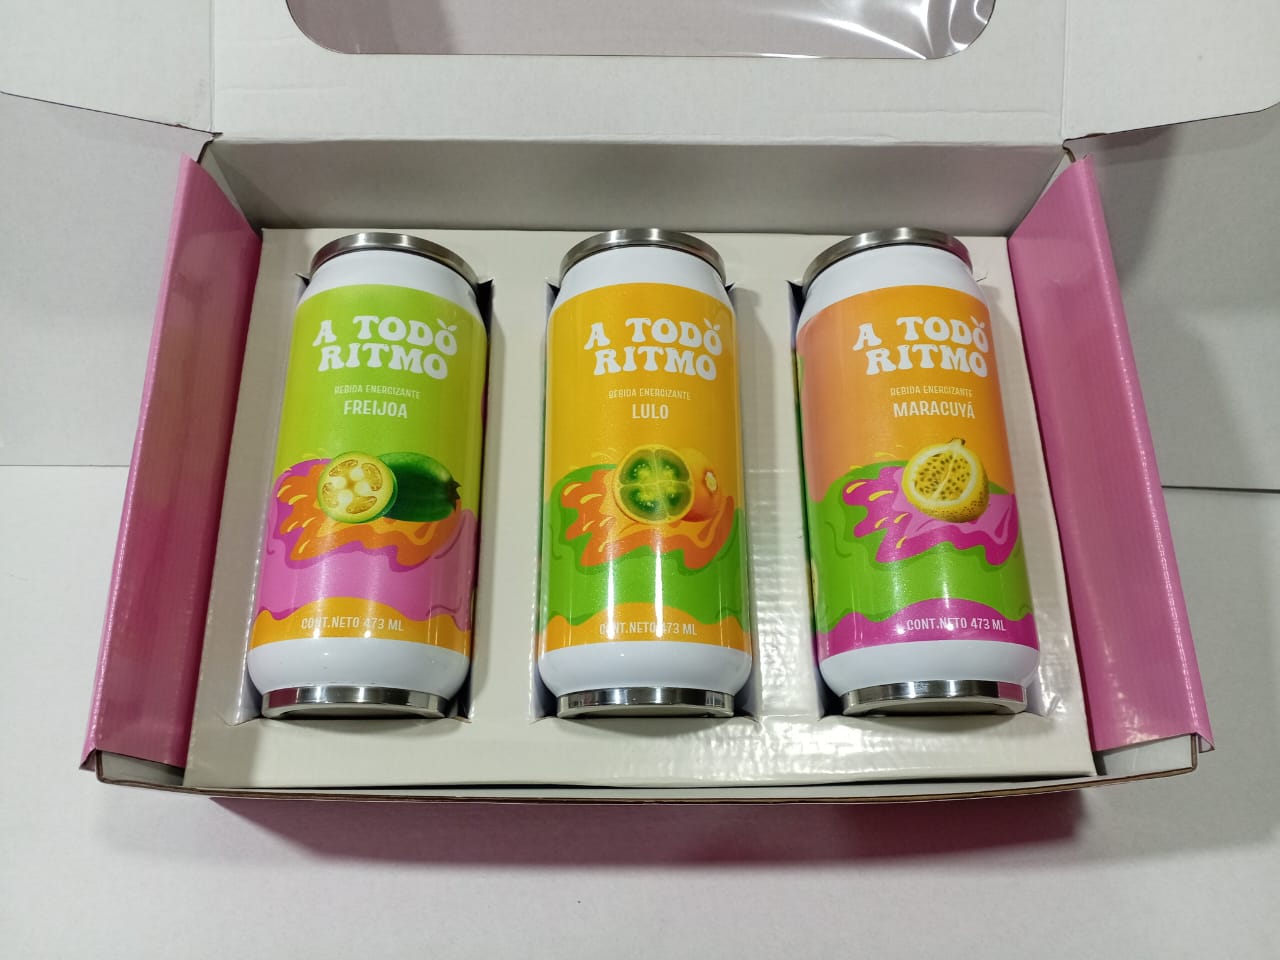 A TODO
RITMO
BEBIDA ENERGIZANTE
FREIJOA
CONT.NETO 473 ML
A TODO
RITMO
BEBIDA ENERGIZANTE
LULO
CONT.NETO 473 ML
A TODO
RITMO
BEBIDA ENERGIZANTE
MARACUYÁ
CONT.NETO 473 ML